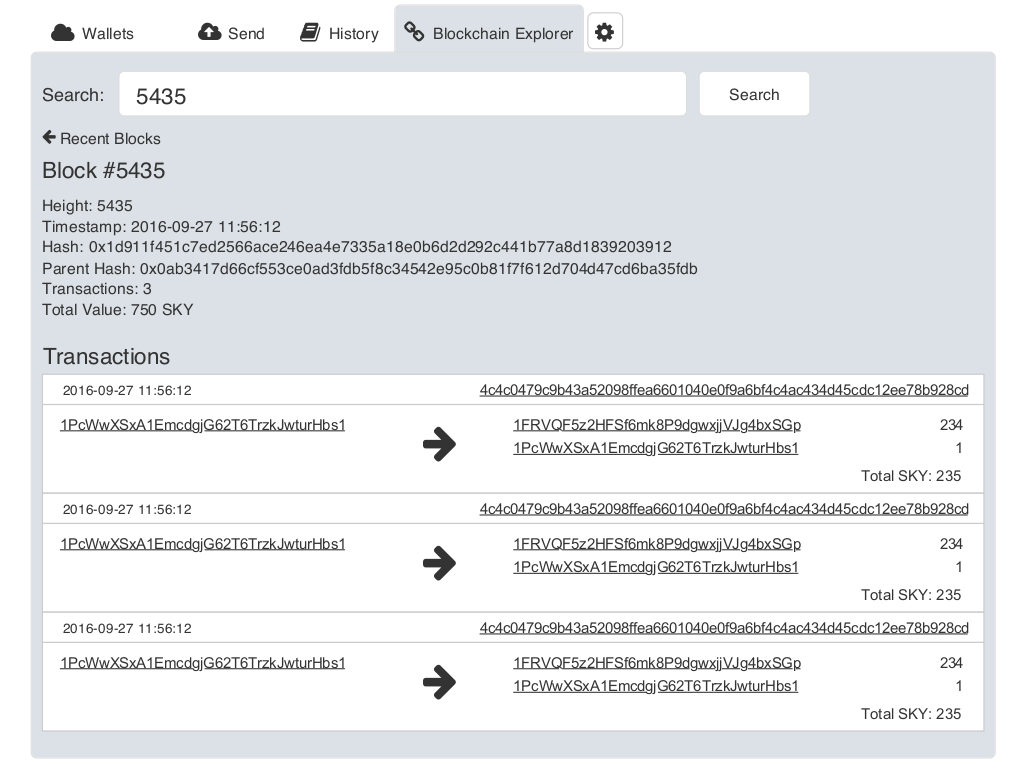 Wallets Send History Blockchain Explorer
Search: 5435 Search
Recent Blocks
Block #5435
Height: 5435
Timestamp: 2016-09-27 11:56:12
Hash: 0x1d911f451c7ed2566ace246ea4e7335a18e0b6d2d292c441b77a8d1839203912
Parent Hash: 0x0ab3417d66cf553ce0ad3fdb5f8c34542e95c0b81f7f612d704d47cd6ba35fdb
Transactions: 3
Total Value: 750 SKY
Transactions
2016-09-27 11:56:12 4c4c0479c9b43a52098ffea6601040e0f9a6bf4c4ac434d45cdc12ee78b928cd
1PcWwXSxA1EmcdgjG62T6TrzkJwturHbs1 1FRVQF5z2HFSf6mk8P9dgwxjjVJg4bxSGp 234
1PcWwXSxA1EmcdgjG62T6TrzkJwturHbs1 1
Total SKY: 235
2016-09-27 11:56:12 4c4c0479c9b43a52098ffea6601040e0f9a6bf4c4ac434d45cdc12ee78b928cd
1PcWwXSxA1EmcdgjG62T6TrzkJwturHbs1 1FRVQF5z2HFSf6mk8P9dgwxjjVJg4bxSGp 234
1PcWwXSxA1EmcdgjG62T6TrzkJwturHbs1 1
Total SKY: 235
2016-09-27 11:56:12 4c4c0479c9b43a52098ffea6601040e0f9a6bf4c4ac434d45cdc12ee78b928cd
1PcWwXSxA1EmcdgjG62T6TrzkJwturHbs1 1FRVQF5z2HFSf6mk8P9dgwxjjVJg4bxSGp 234
1PcWwXSxA1EmcdgjG62T6TrzkJwturHbs1 1
Total SKY: 235